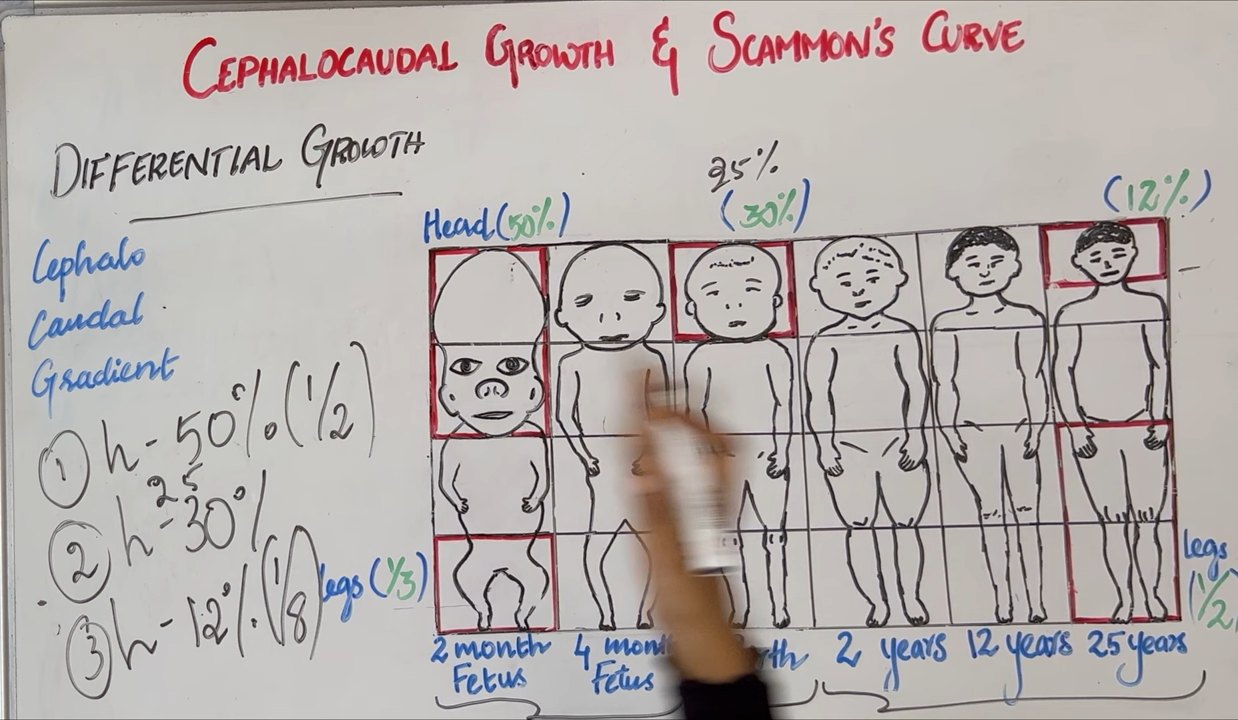 CEPHALOCAUDAL GROWTH & SCAMMON'S CURVE
DIFFERENTIAL GROWTH
Cephalo
Caudal
Gradient
① h - 50% (1/2)
25
② h - 30%
③ h - 12% (1/8)
25%
Head (50%)
(30%)
(12%)
legs (1/3)
legs
(1/2)
2 month
Fetus
4 month
Fetus
2 years
12 years
25 years